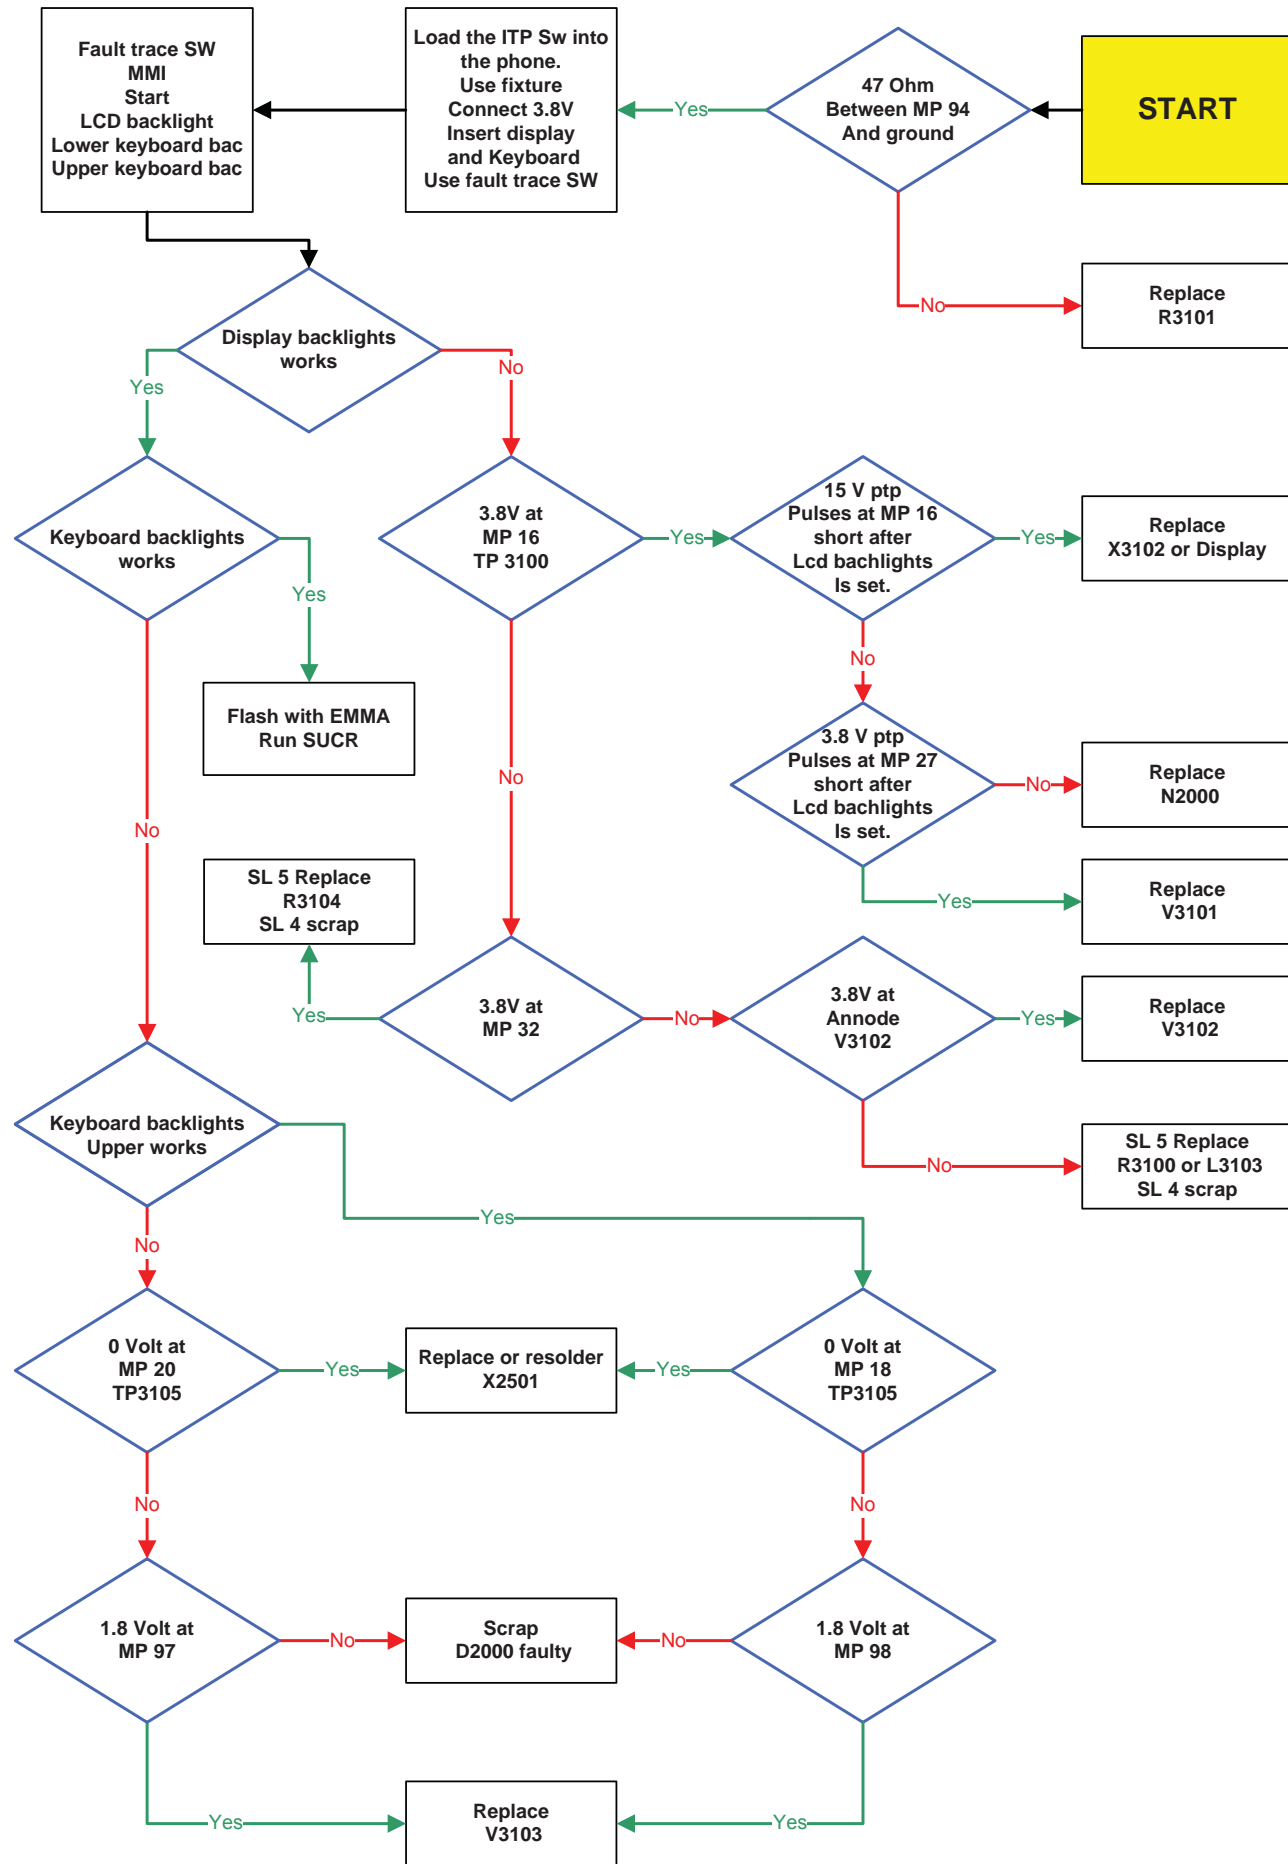 Fault trace SW
MMI
Start
LCD backlight
Lower keyboard bac
Upper keyboard bac
Load the ITP Sw into
the phone.
Use fixture
Connect 3.8V
Insert display
and Keyboard
Use fault trace SW
Yes
47 Ohm
Between MP 94
And ground
START
No
Replace
R3101
Display backlights
works
Yes
No
Keyboard backlights
works
Yes
3.8V at
MP 16
TP 3100
Yes
15 V ptp
Pulses at MP 16
short after
Lcd bachlights
Is set.
Yes
Replace
X3102 or Display
No
Flash with EMMA
Run SUCR
No
No
3.8 V ptp
Pulses at MP 27
short after
Lcd bachlights
Is set.
No
Replace
N2000
Yes
Replace
V3101
SL 5 Replace
R3104
SL 4 scrap
Yes
3.8V at
MP 32
No
3.8V at
Annode
V3102
Yes
Replace
V3102
No
SL 5 Replace
R3100 or L3103
SL 4 scrap
Keyboard backlights
Upper works
Yes
No
0 Volt at
MP 20
TP3105
Yes
Replace or resolder
X2501
Yes
0 Volt at
MP 18
TP3105
No
No
1.8 Volt at
MP 97
No
Scrap
D2000 faulty
No
1.8 Volt at
MP 98
Yes
Replace
V3103
Yes